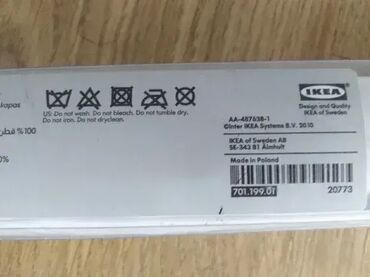 kapas
100% قطن
0%
US: Do not wash. Do not bleach. Do not tumble dry.
Do not iron. Do not dryclean.
IKEA
Design and Quality
IKEA of Sweden
AA-487638-1
©Inter IKEA Systems B.V. 2010
IKEA of Sweden AB
SE-343 81 Älmhult
Made in Poland
701.199.01
20773